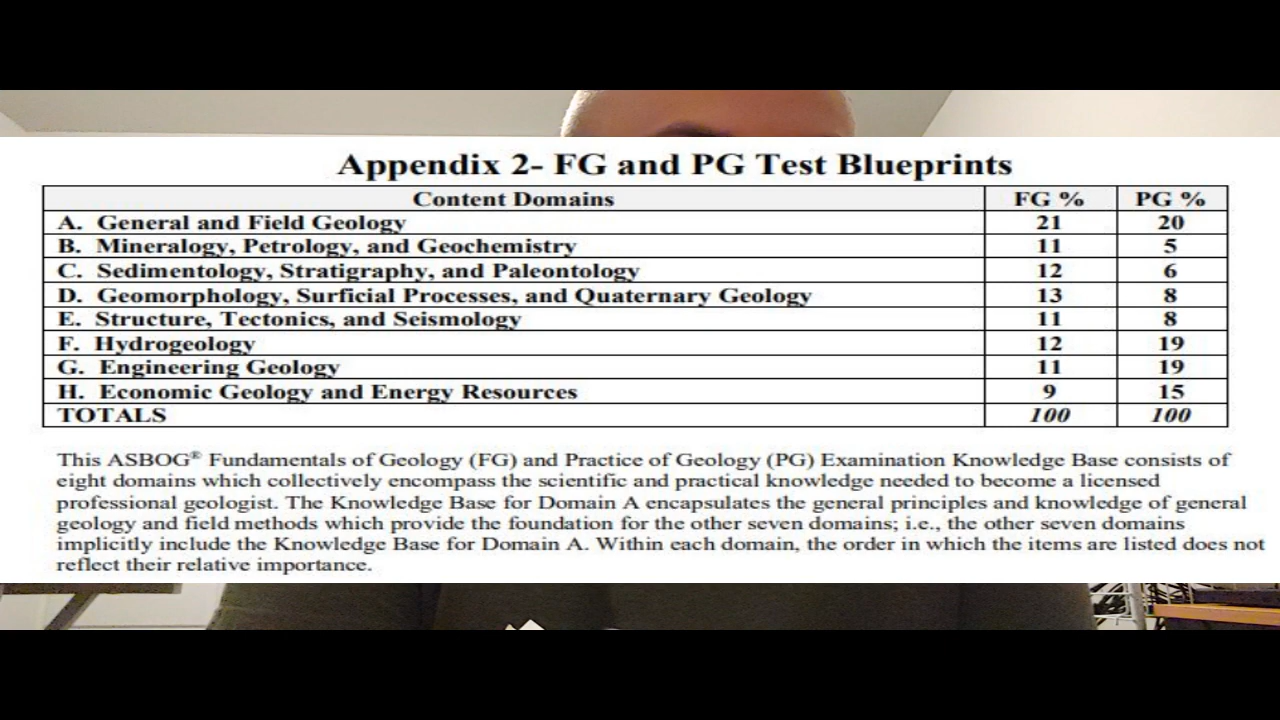 Appendix 2- FG and PG Test Blueprints
Content Domains FG % PG %
A. General and Field Geology 21 20
B. Mineralogy, Petrology, and Geochemistry 11 5
C. Sedimentology, Stratigraphy, and Paleontology 12 6
D. Geomorphology, Surficial Processes, and Quaternary Geology 13 8
E. Structure, Tectonics, and Seismology 11 8
F. Hydrogeology 12 19
G. Engineering Geology 11 19
H. Economic Geology and Energy Resources 9 15
TOTALS 100 100
This ASBOG® Fundamentals of Geology (FG) and Practice of Geology (PG) Examination Knowledge Base consists of
eight domains which collectively encompass the scientific and practical knowledge needed to become a licensed
professional geologist. The Knowledge Base for Domain A encapsulates the general principles and knowledge of general
geology and field methods which provide the foundation for the other seven domains; i.e., the other seven domains
implicitly include the Knowledge Base for Domain A. Within each domain, the order in which the items are listed does not
reflect their relative importance.